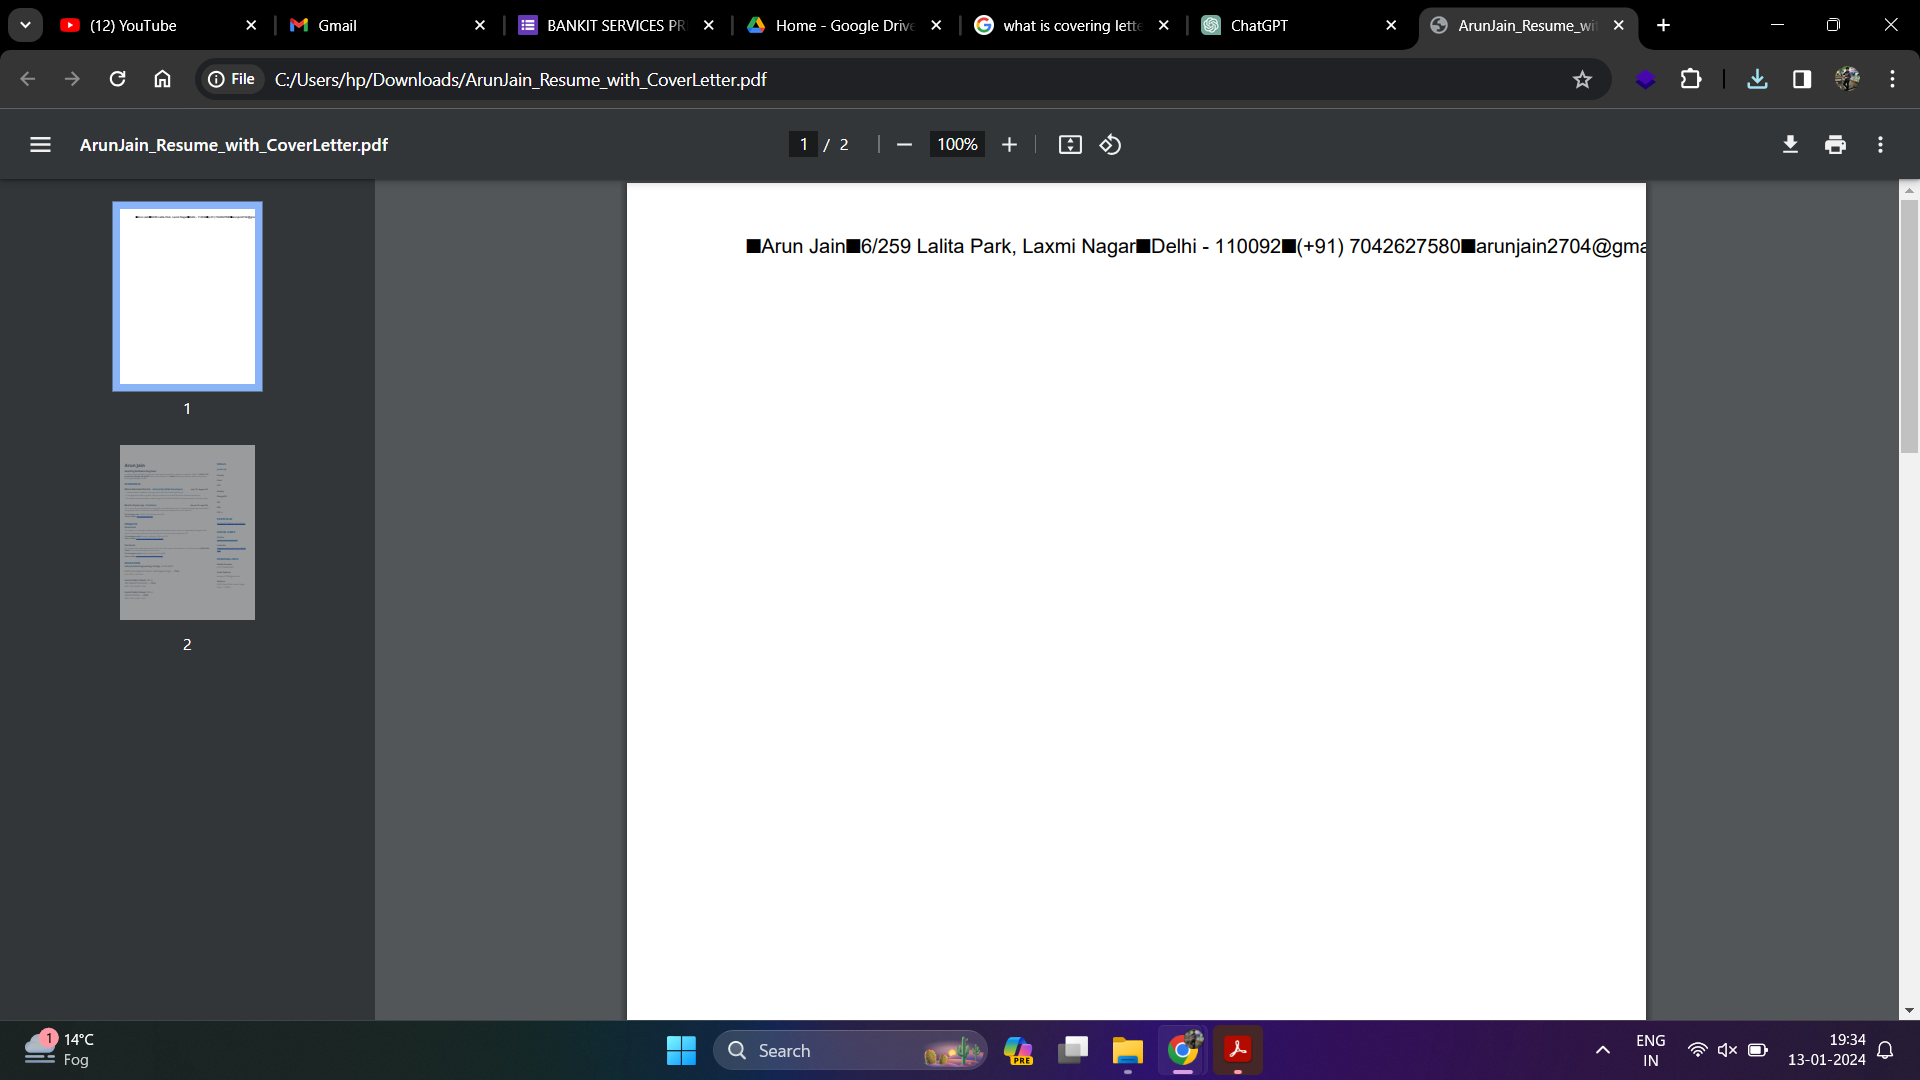 (12) YouTube
Gmail
BANKIT SERVICES PR
Home - Google Drive
what is covering lette
ChatGPT
ArunJain_Resume_wi
File
C:/Users/hp/Downloads/ArunJain_Resume_with_CoverLetter.pdf
ArunJain_Resume_with_CoverLetter.pdf
1 / 2
100%
■Arun Jain■6/259 Lalita Park, Laxmi Nagar■Delhi - 110092■(+91) 7042627580■arunjain2704@gma
1
2
1
14°C
Fog
Search
PRE
ENG
IN
19:34
13-01-2024